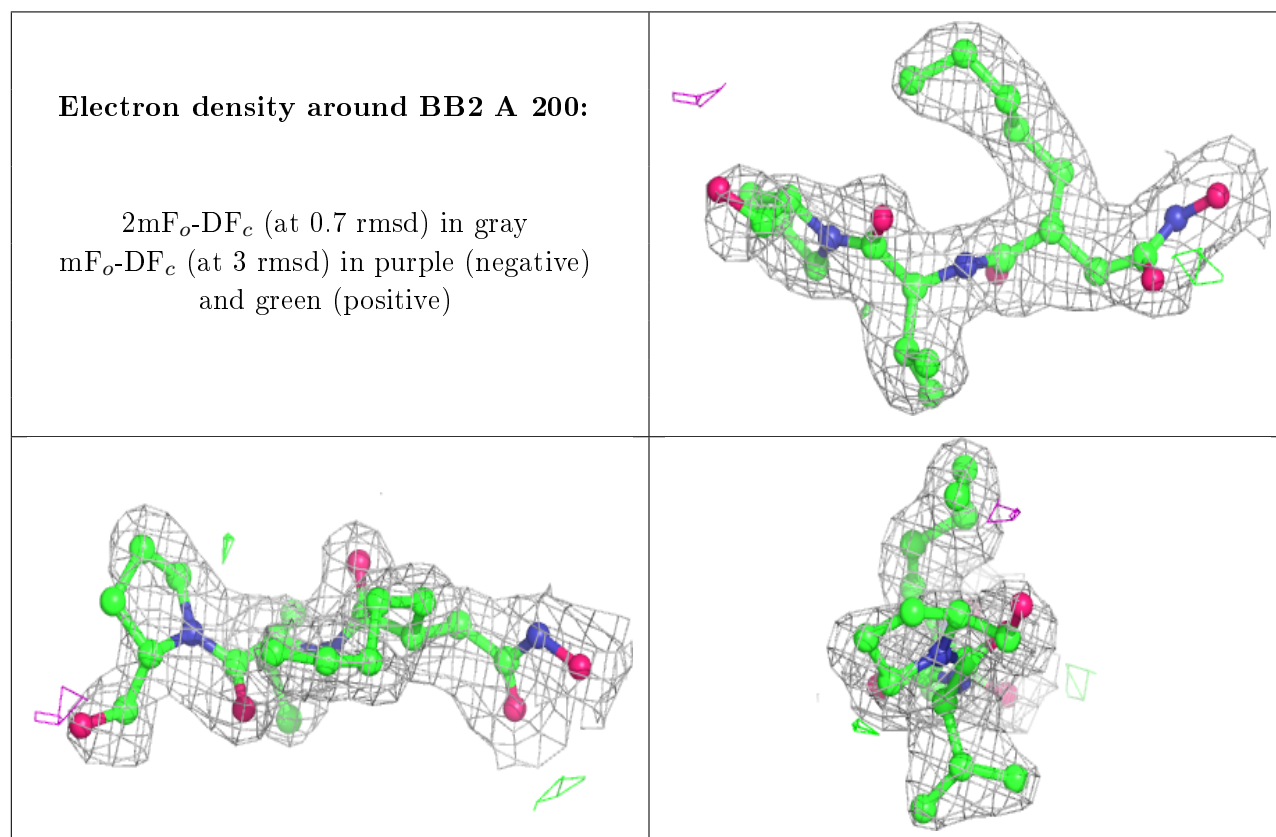 Electron density around BB2 A 200:
2mFo-DFc (at 0.7 rmsd) in gray
mFo-DFc (at 3 rmsd) in purple (negative)
and green (positive)